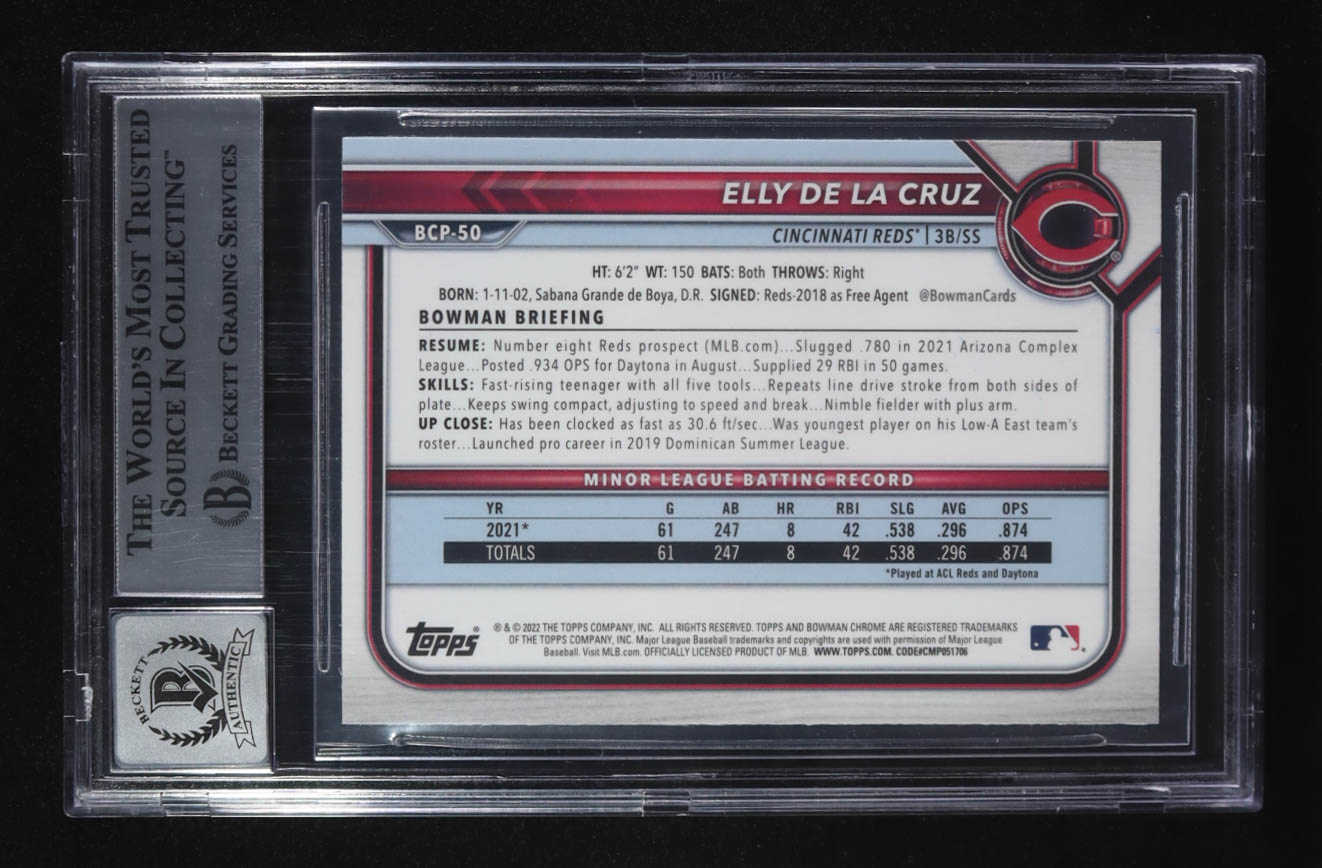 THE WORLD'S MOST TRUSTED
SOURCE IN COLLECTING™
BECKETT GRADING SERVICES
BECKETT
AUTHENTIC
ELLY DE LA CRUZ
BCP-50
CINCINNATI REDS® | 3B/SS
HT: 6'2" WT: 150 BATS: Both THROWS: Right
BORN: 1-11-02, Sabana Grande de Boya, D.R. SIGNED: Reds-2018 as Free Agent @BowmanCards
BOWMAN BRIEFING
RESUME: Number eight Reds prospect (MLB.com)...Slugged .780 in 2021 Arizona Complex
League...Posted .934 OPS for Daytona in August...Supplied 29 RBI in 50 games.
SKILLS: Fast-rising teenager with all five tools...Repeats line drive stroke from both sides of
plate...Keeps swing compact, adjusting to speed and break...Nimble fielder with plus arm.
UP CLOSE: Has been clocked as fast as 30.6 ft/sec...Was youngest player on his Low-A East team's
roster...Launched pro career in 2019 Dominican Summer League.
MINOR LEAGUE BATTING RECORD
YR G AB HR RBI SLG AVG OPS
2021* 61 247 8 42 .538 .296 .874
TOTALS 61 247 8 42 .538 .296 .874
*Played at ACL Reds and Daytona
Topps®
® & © 2022 THE TOPPS COMPANY, INC. ALL RIGHTS RESERVED. TOPPS AND BOWMAN CHROME ARE REGISTERED TRADEMARKS
OF THE TOPPS COMPANY, INC. Major League Baseball trademarks and copyrights are used with permission of Major League
Baseball. Visit MLB.com. OFFICIALLY LICENSED PRODUCT OF MLB. WWW.TOPPS.COM. CODE#CMP051706